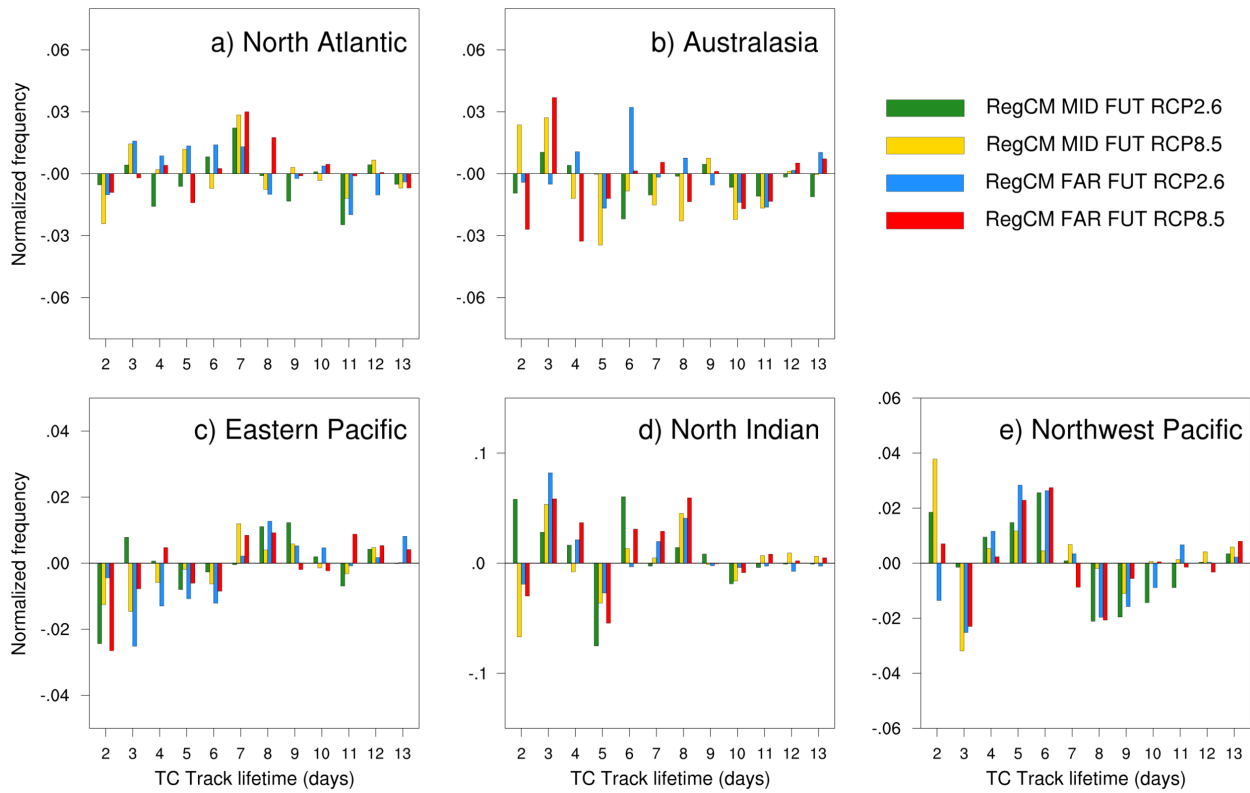 a) North Atlantic
b) Australasia
.06
.03
-.00
-.03
-.06
Normalized frequency
2 3 4 5 6 7 8 9 10 11 12 13
.06
.03
-.00
-.03
-.06
2 3 4 5 6 7 8 9 10 11 12 13
RegCM MID FUT RCP2.6
RegCM MID FUT RCP8.5
RegCM FAR FUT RCP2.6
RegCM FAR FUT RCP8.5
c) Eastern Pacific
.04
.02
.00
-.02
-.04
Normalized frequency
2 3 4 5 6 7 8 9 10 11 12 13
TC Track lifetime (days)
d) North Indian
.1
.0
-.1
2 3 4 5 6 7 8 9 10 11 12 13
TC Track lifetime (days)
e) Northwest Pacific
.06
.04
.02
.00
-.02
-.04
-.06
2 3 4 5 6 7 8 9 10 11 12 13
TC Track lifetime (days)